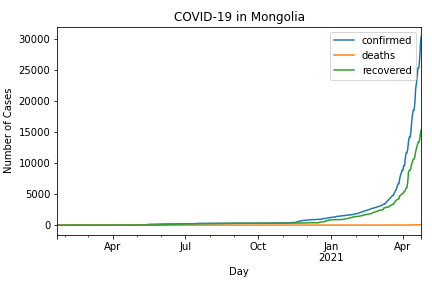 COVID-19 in Mongolia
confirmed
deaths
recovered
Number of Cases
30000
25000
20000
15000
10000
5000
0
Apr
Jul
Oct
Jan
2021
Apr
Day